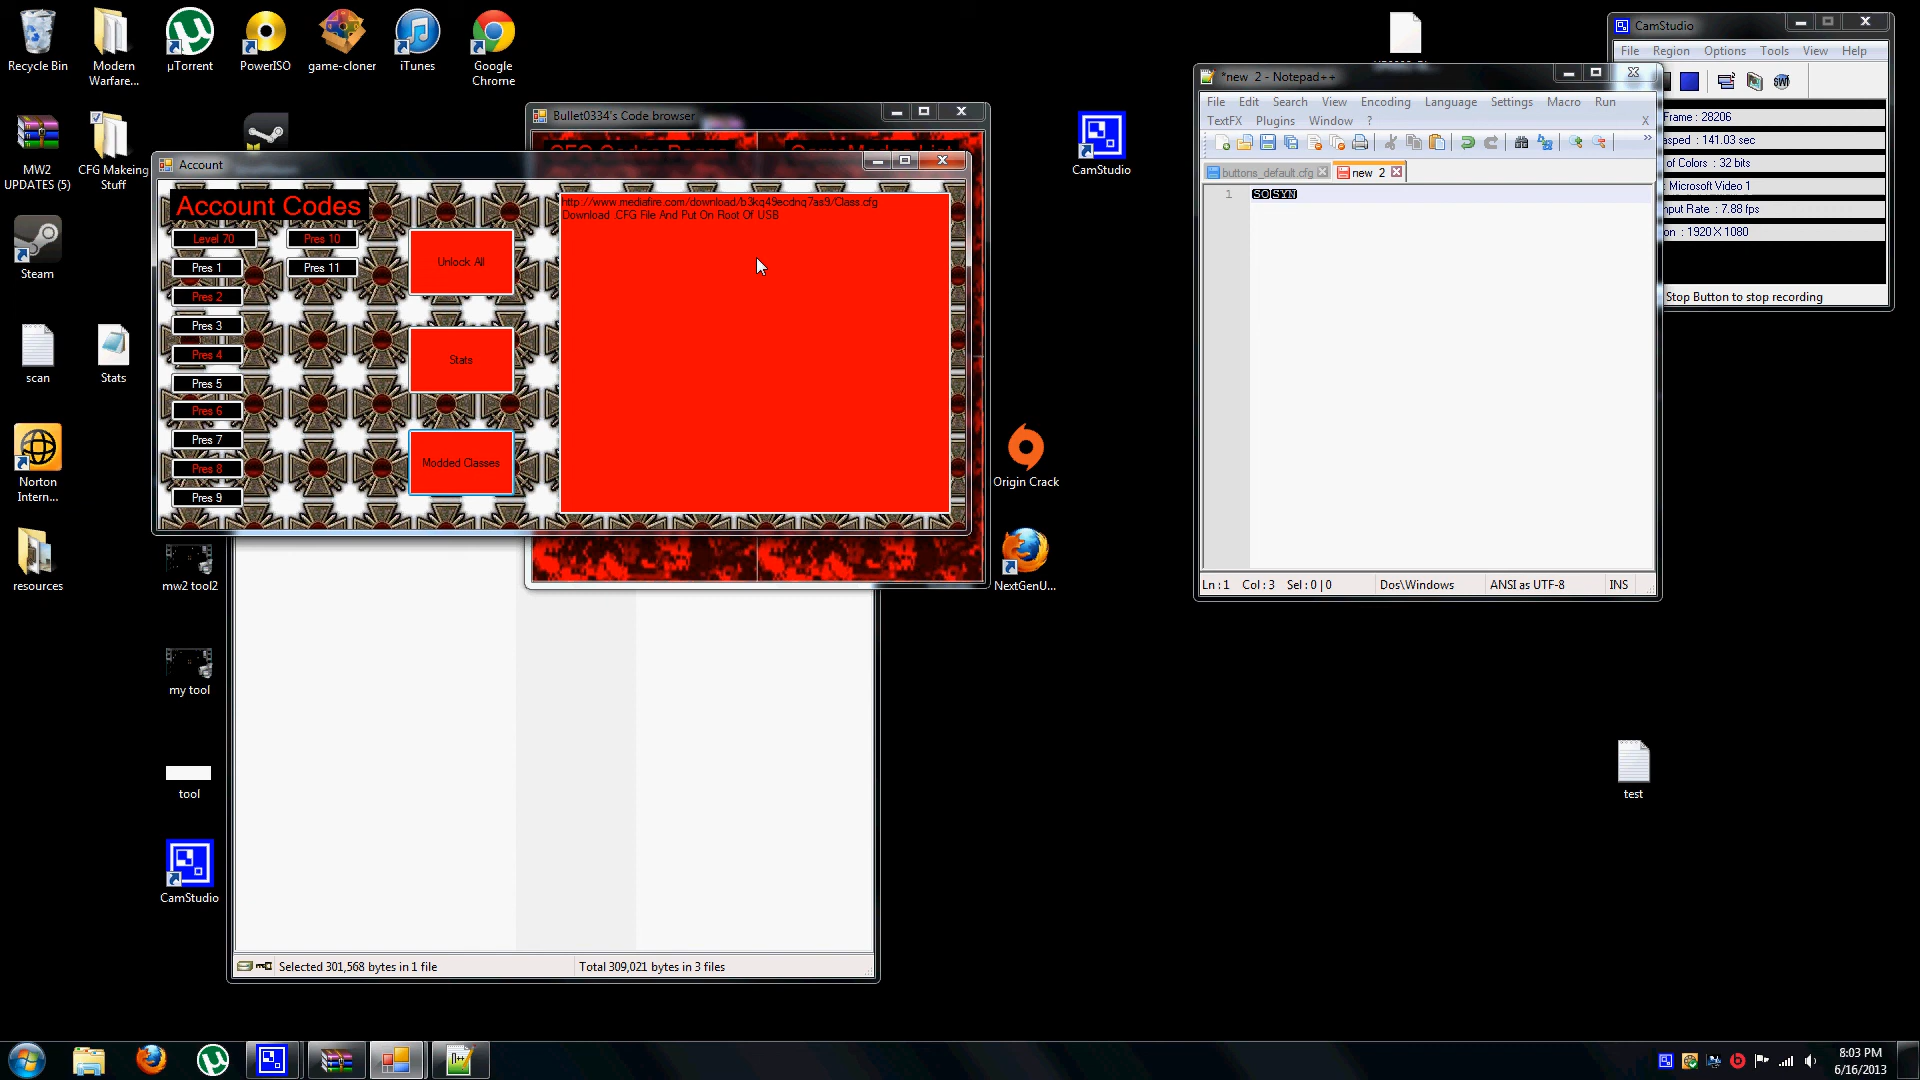 Recycle Bin
Modern
Warfare...
µTorrent
PowerISO
game-cloner
iTunes
Google
Chrome
MW2
UPDATES (5)
CFG Makeing
Stuff
Steam
scan
Stats
Norton
Intern...
resources
mw2 tool2
my tool
tool
CamStudio
Bullet0334's Code browser
Account
Account Codes
Level 70
Pres 10
Pres 1
Pres 11
Pres 2
Pres 3
Pres 4
Pres 5
Pres 6
Pres 7
Pres 8
Pres 9
Unlock All
Stats
Modded Classes
http://www.mediafire.com/download/b3kq49ecdnq7as9/Class.cfg
Download .CFG File And Put On Root Of USB
Selected 301,568 bytes in 1 file
Total 309,021 bytes in 3 files
CamStudio
Origin Crack
NextGenU...
*new 2 - Notepad++
File Edit Search View Encoding Language Settings Macro Run
TextFX Plugins Window ? X
buttons_default.cfg
new 2
1
SO SYN
Ln : 1 Col : 3 Sel : 0 | 0
Dos\Windows
ANSI as UTF-8
INS
CamStudio
File Region Options Tools View Help
Frame : 28206
: 141.03 sec
of Colors : 32 bits
: Microsoft Video 1
Rate : 7.88 fps
: 1920 X 1080
Stop Button to stop recording
test
8:03 PM
6/16/2013